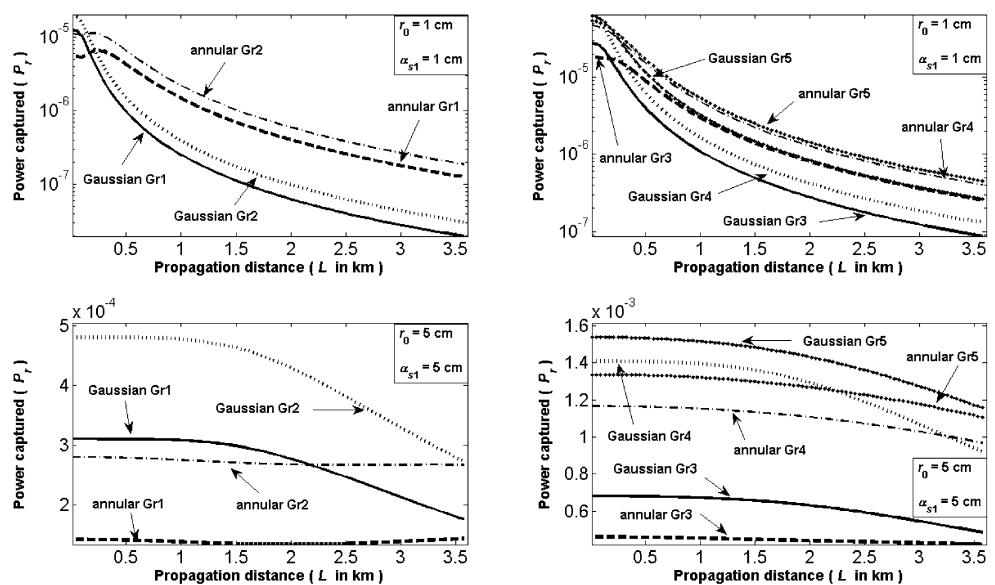 r₀ = 1 cm
α_s1 = 1 cm
annular Gr2
annular Gr1
Gaussian Gr1
Gaussian Gr2
10⁻⁵
10⁻⁶
10⁻⁷
Power captured ( P_r )
0.5 1 1.5 2 2.5 3 3.5
Propagation distance ( L in km )
r₀ = 1 cm
α_s1 = 1 cm
Gaussian Gr5
annular Gr5
annular Gr4
annular Gr3
Gaussian Gr4
Gaussian Gr3
10⁻⁵
10⁻⁶
10⁻⁷
Power captured ( P_r )
0.5 1 1.5 2 2.5 3 3.5
Propagation distance ( L in km )
x 10⁻⁴
r₀ = 5 cm
α_s1 = 5 cm
Gaussian Gr1
Gaussian Gr2
annular Gr2
annular Gr1
5
4
3
2
Power captured ( P_r )
0.5 1 1.5 2 2.5 3 3.5
Propagation distance ( L in km )
x 10⁻³
Gaussian Gr5
annular Gr5
Gaussian Gr4
annular Gr4
Gaussian Gr3
annular Gr3
r₀ = 5 cm
α_s1 = 5 cm
1.6
1.4
1.2
1
0.8
0.6
Power captured ( P_r )
0.5 1 1.5 2 2.5 3 3.5
Propagation distance ( L in km )